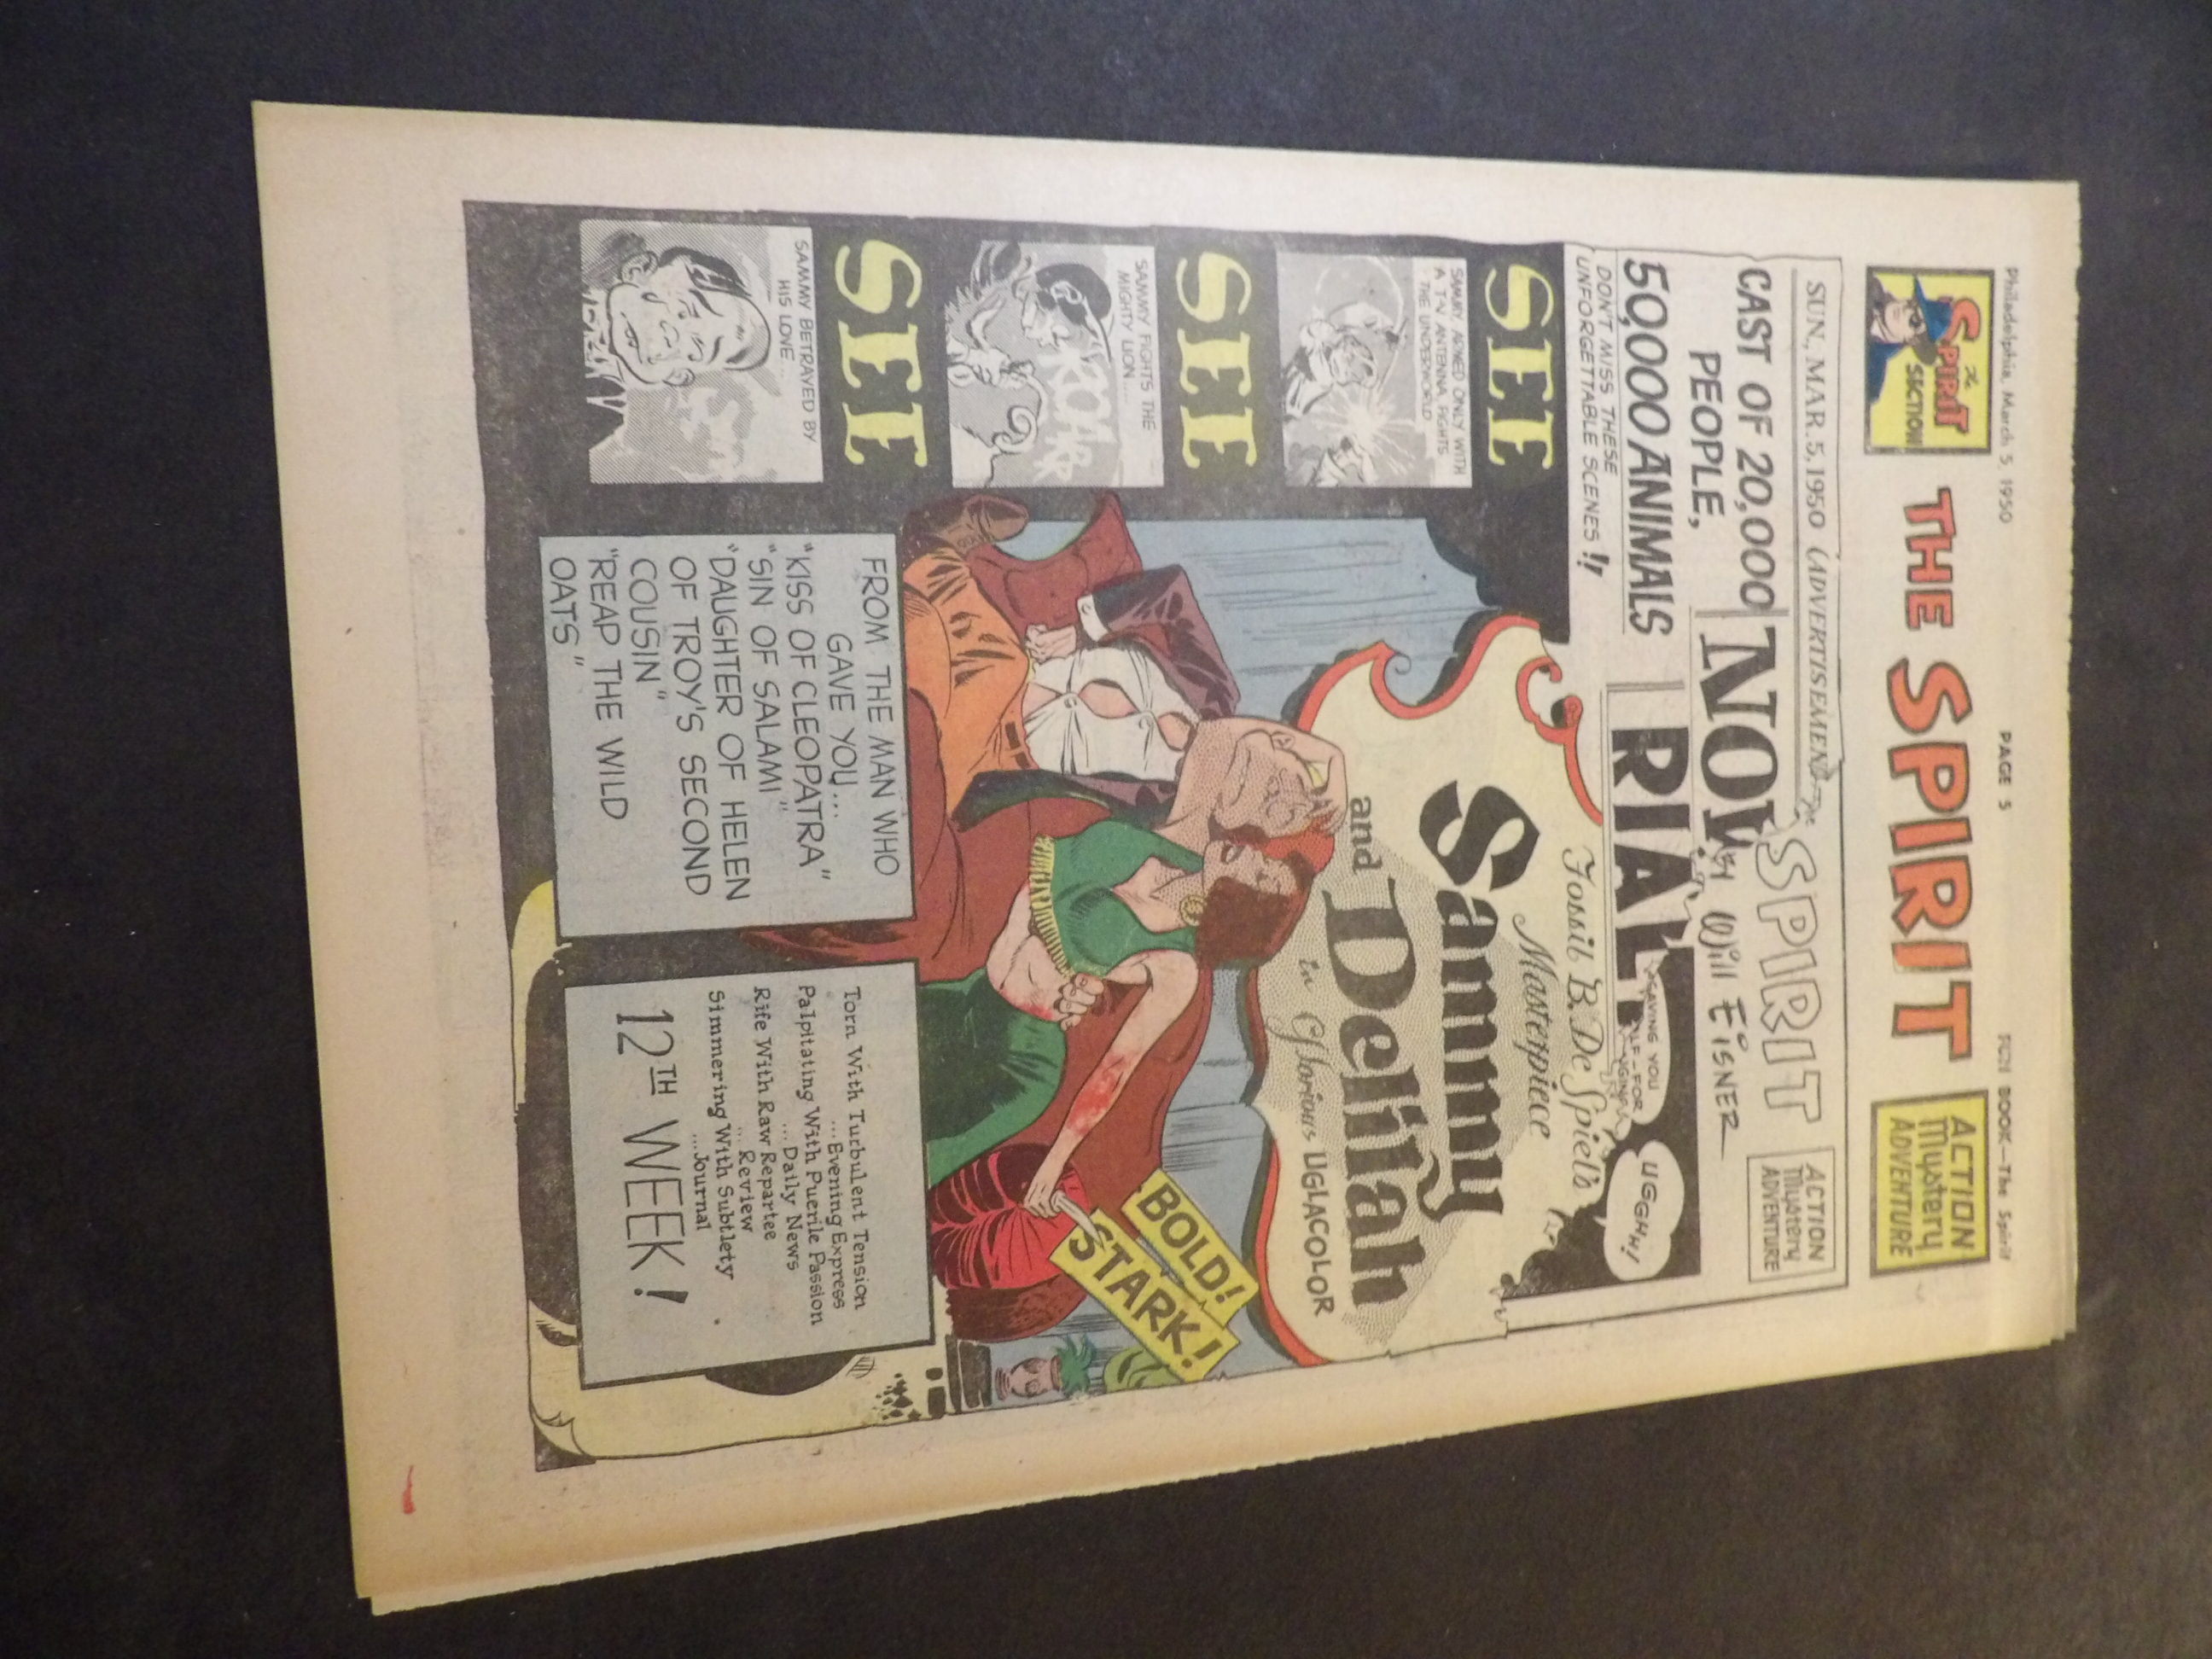 Philadelphia, March 5, 1950
PAGE 5
FUN BOOK—The Spirit
The
SPIRIT
SECTION
THE SPIRIT
ACTION
Mystery
ADVENTURE
SUN., MAR. 5, 1950 (ADVERTISEMENT)
The
SPIRIT
By Will EISNER
ACTION
Mystery
ADVENTURE
CAST OF 20,000
PEOPLE,
50,000 ANIMALS
NOW
RIAL
UGGHH!
DON'T MISS THESE
UNFORGETTABLE SCENES!!
SEE
SAMMY, ARMED ONLY WITH
A T-V ANTENNA, FIGHTS
THE UNDERWORLD
SEE
SAMMY FIGHTS THE
MIGHTY LION...
ROOAR
SEE
SAMMY BETRAYED BY
HIS LOVE...
Fossil B. De Spiel's
Masterpiece
Sammy
and Delilah
in Glorious UGLACOLOR
BOLD!
STARK!
FROM THE MAN WHO
GAVE YOU...
"KISS OF CLEOPATRA"
"SIN OF SALAMI"
"DAUGHTER OF HELEN
OF TROY'S SECOND
COUSIN"
"REAP THE WILD
OATS"
Torn With Turbulent Tension
...Evening Express
Palpitating With Puerile Passion
...Daily News
Rife With Raw Repartee
...Review
Simmering With Subtlety
...Journal
12TH WEEK!